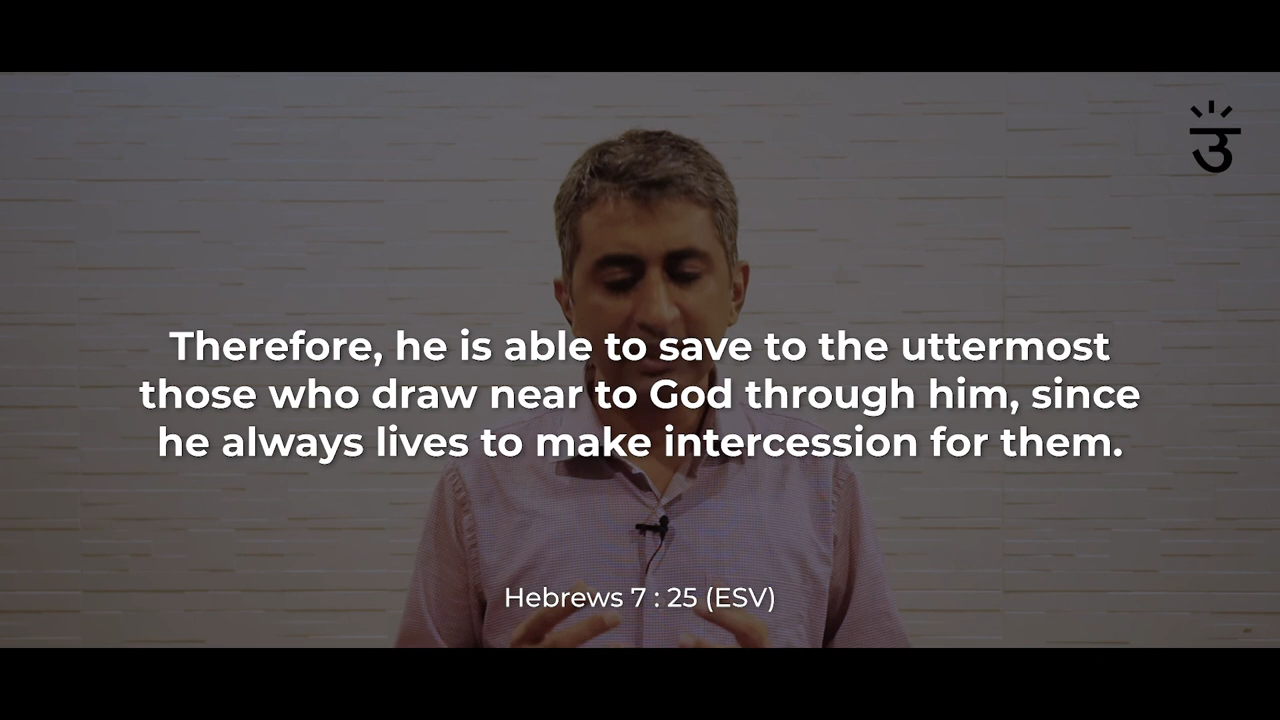 उ
Therefore, he is able to save to the uttermost
those who draw near to God through him, since
he always lives to make intercession for them.
Hebrews 7 : 25 (ESV)